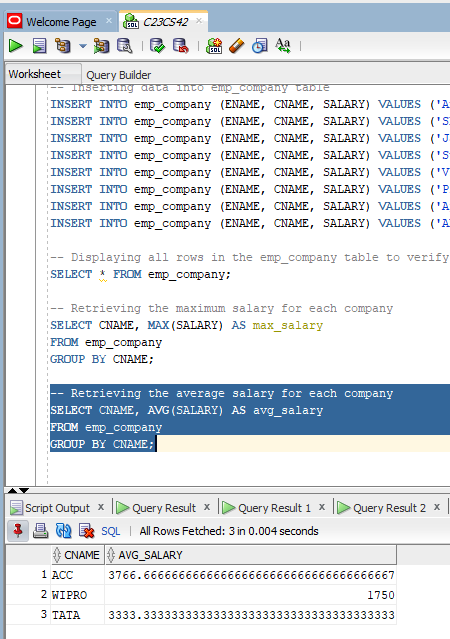 Welcome Page
C23CS42
SQL
Aa
Worksheet
Query Builder
-- Inserting data into emp_company table
INSERT INTO emp_company (ENAME, CNAME, SALARY) VALUES ('A
INSERT INTO emp_company (ENAME, CNAME, SALARY) VALUES ('S
INSERT INTO emp_company (ENAME, CNAME, SALARY) VALUES ('J
INSERT INTO emp_company (ENAME, CNAME, SALARY) VALUES ('S
INSERT INTO emp_company (ENAME, CNAME, SALARY) VALUES ('V
INSERT INTO emp_company (ENAME, CNAME, SALARY) VALUES ('P
INSERT INTO emp_company (ENAME, CNAME, SALARY) VALUES ('A
INSERT INTO emp_company (ENAME, CNAME, SALARY) VALUES ('A
-- Displaying all rows in the emp_company table to verify
SELECT * FROM emp_company;
-- Retrieving the maximum salary for each company
SELECT CNAME, MAX(SALARY) AS max_salary
FROM emp_company
GROUP BY CNAME;
-- Retrieving the average salary for each company
SELECT CNAME, AVG(SALARY) AS avg_salary
FROM emp_company
GROUP BY CNAME;
Script Output x Query Result x Query Result 1 x Query Result 2 x
SQL | All Rows Fetched: 3 in 0.004 seconds
CNAME AVG_SALARY
1 ACC 3766.66666666666666666666666666666666667
2 WIPRO 1750
3 TATA 3333.33333333333333333333333333333333333